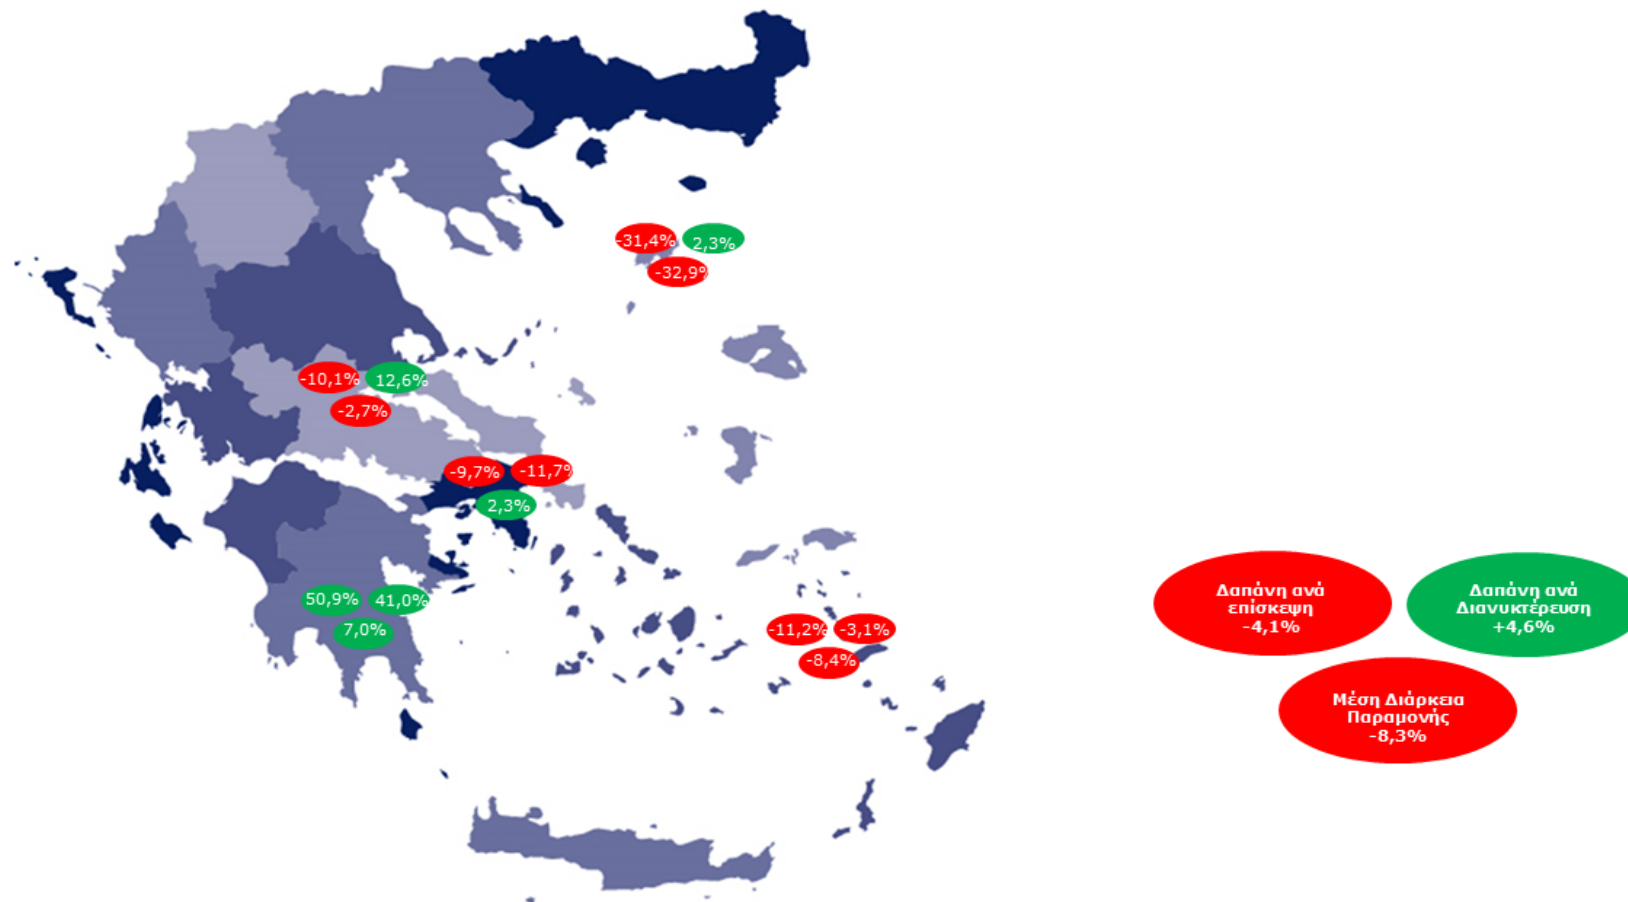 -31,4% 2,3%
-32,9%
-10,1% 12,6%
-2,7%
-9,7% -11,7%
2,3%
50,9% 41,0%
7,0%
-11,2% -3,1%
-8,4%
Δαπάνη ανά
επίσκεψη
-4,1%
Δαπάνη ανά
Διανυκτέρευση
+4,6%
Μέση Διάρκεια
Παραμονής
-8,3%